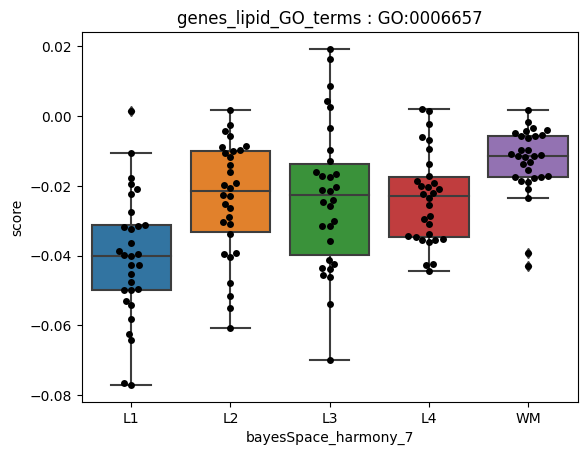 genes_lipid_GO_terms : GO:0006657
0.02
0.00
−0.02
−0.04
−0.06
−0.08
score
L1 L2 L3 L4 WM
bayesSpace_harmony_7